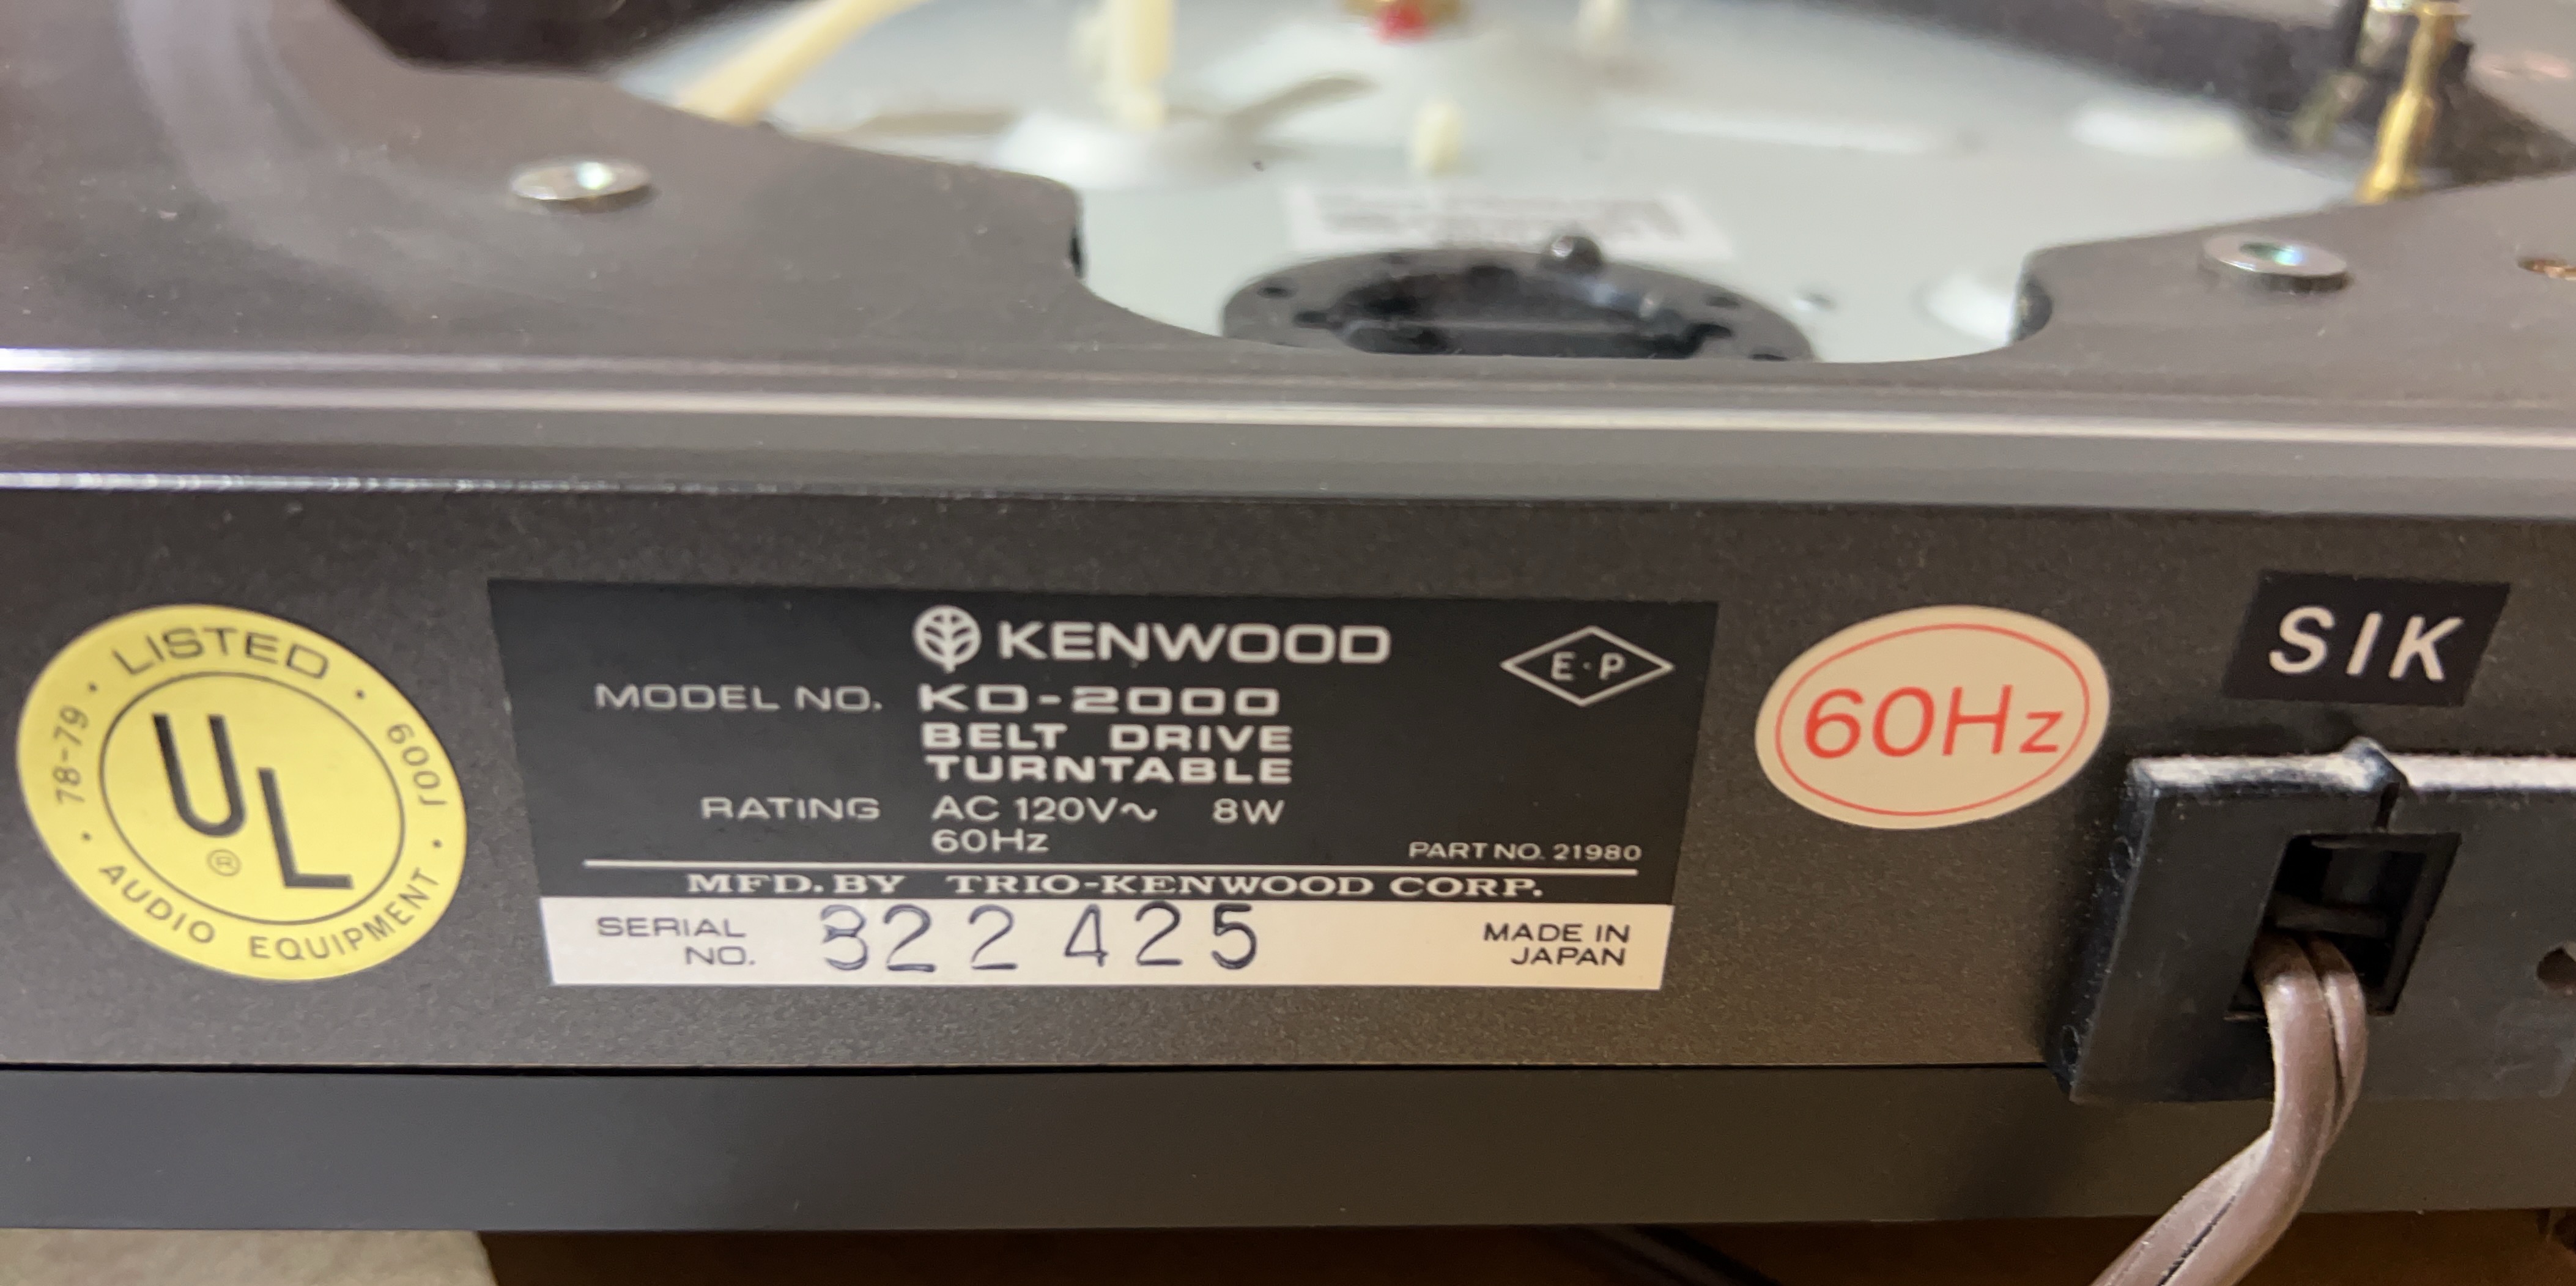 LISTED
78-79
600J
UL
®
AUDIO EQUIPMENT
KENWOOD
E·P
MODEL NO. KD-2000
BELT DRIVE
TURNTABLE
RATING AC 120V~ 8W
60Hz
PART NO. 21980
MFD. BY TRIO-KENWOOD CORP.
SERIAL
NO.
322425
MADE IN
JAPAN
60Hz
SIK